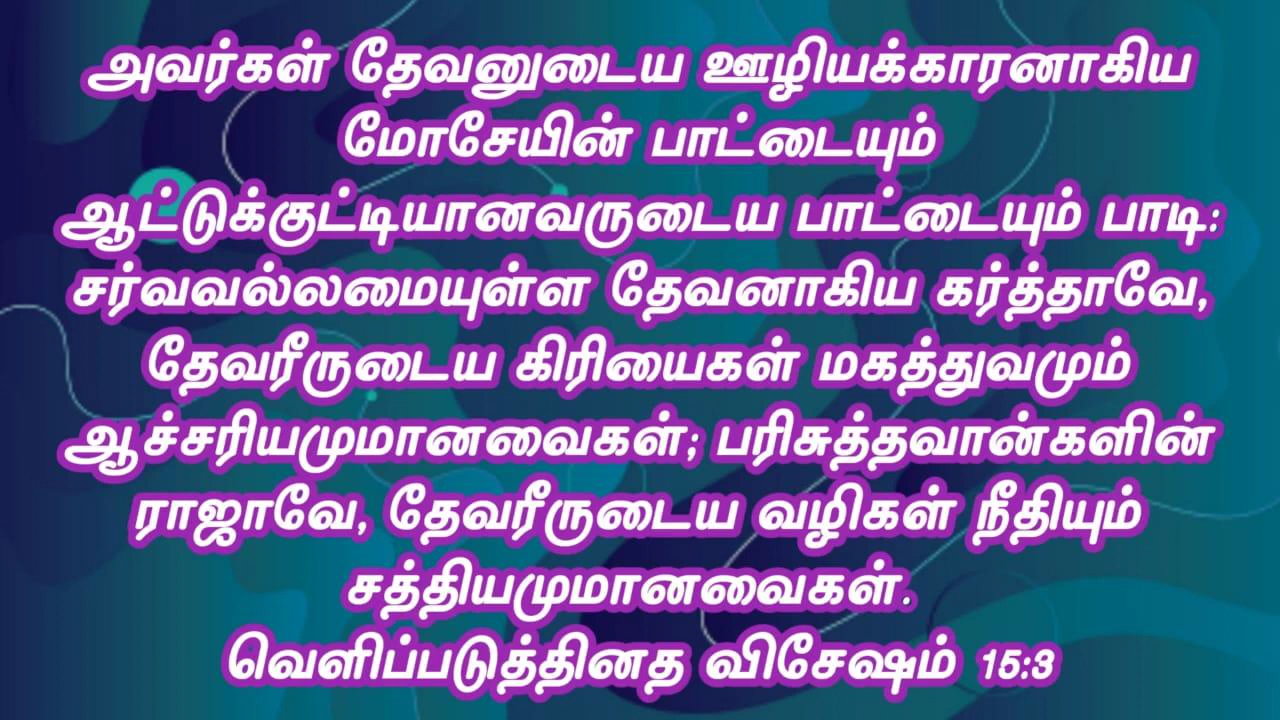 அவர்கள் தேவனுடைய ஊழியக்காரனாகிய
மோசேயின் பாட்டையும்
ஆட்டுக்குட்டியானவருடைய பாட்டையும் பாடி:
சர்வவல்லமையுள்ள தேவனாகிய கர்த்தாவே,
தேவரீருடைய கிரியைகள் மகத்துவமும்
ஆச்சரியமுமானவைகள்; பரிசுத்தவான்களின்
ராஜாவே, தேவரீருடைய வழிகள் நீதியும்
சத்தியமுமானவைகள்.
வெளிப்படுத்தினத விசேஷம் 15:3